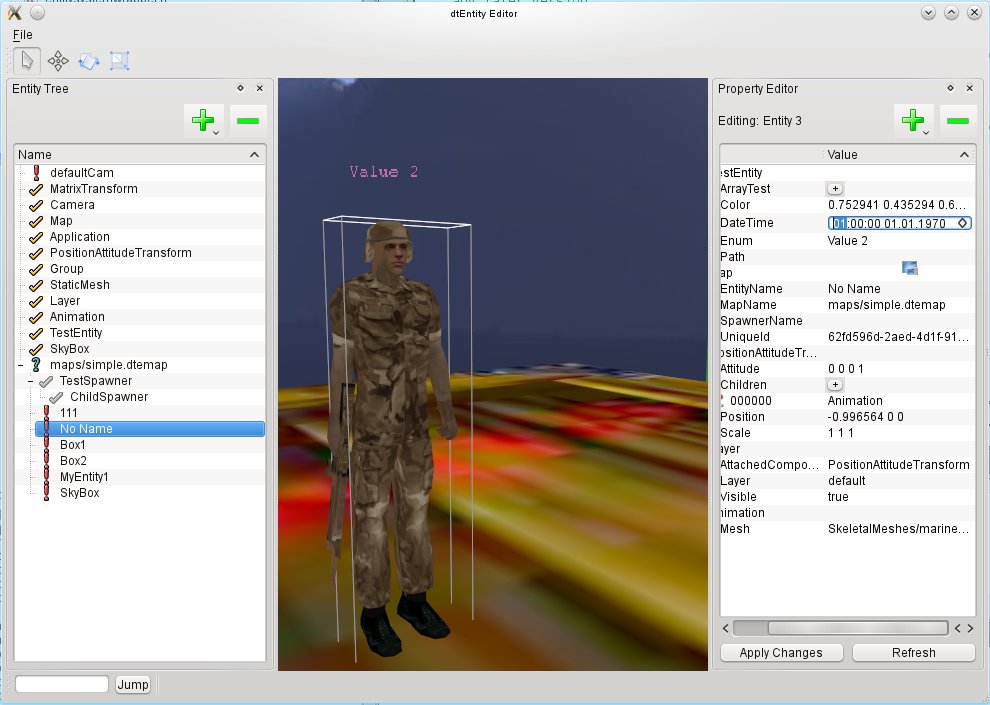 dtEntity Editor
File
Entity Tree
Name
defaultCam
MatrixTransform
Camera
Map
Application
PositionAttitudeTransform
Group
StaticMesh
Layer
Animation
TestEntity
SkyBox
maps/simple.dtemap
TestSpawner
ChildSpawner
111
No Name
Box1
Box2
MyEntity1
SkyBox
Jump
Value 2
Property Editor
Editing: Entity 3
Value
estEntity
ArrayTest +
Color 0.752941 0.435294 0.6...
DateTime 01:00:00 01.01.1970
Enum Value 2
Path
ap
EntityName No Name
MapName maps/simple.dtemap
SpawnerName
UniqueId 62fd596d-2aed-4d1f-91...
ositionAttitudeTr...
Attitude 0 0 0 1
Children +
000000 Animation
Position -0.996564 0 0
Scale 1 1 1
ayer
AttachedCompo... PositionAttitudeTransform
Layer default
Visible true
nimation
Mesh SkeletalMeshes/marine...
Apply Changes Refresh